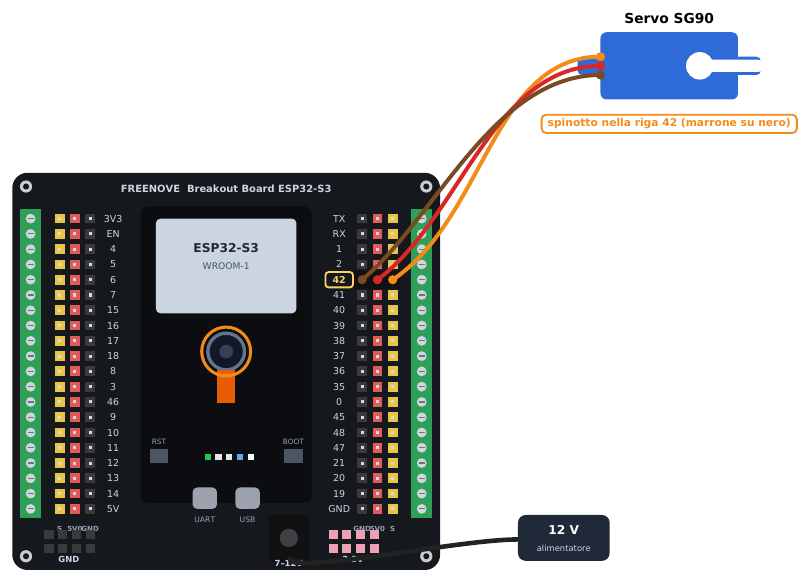 Servo SG90
spinotto nella riga 42 (marrone su nero)
FREENOVE Breakout Board ESP32-S3
3V3
EN
4
5
6
7
15
16
17
18
8
3
46
9
10
11
12
13
14
5V
ESP32-S3
WROOM-1
RST
BOOT
UART
USB
TX
RX
1
2
42
41
40
39
38
37
36
35
0
45
48
47
21
20
19
GND
S 5V0 GND
GND 5V0 S
GND
7-12V
12 V
alimentatore